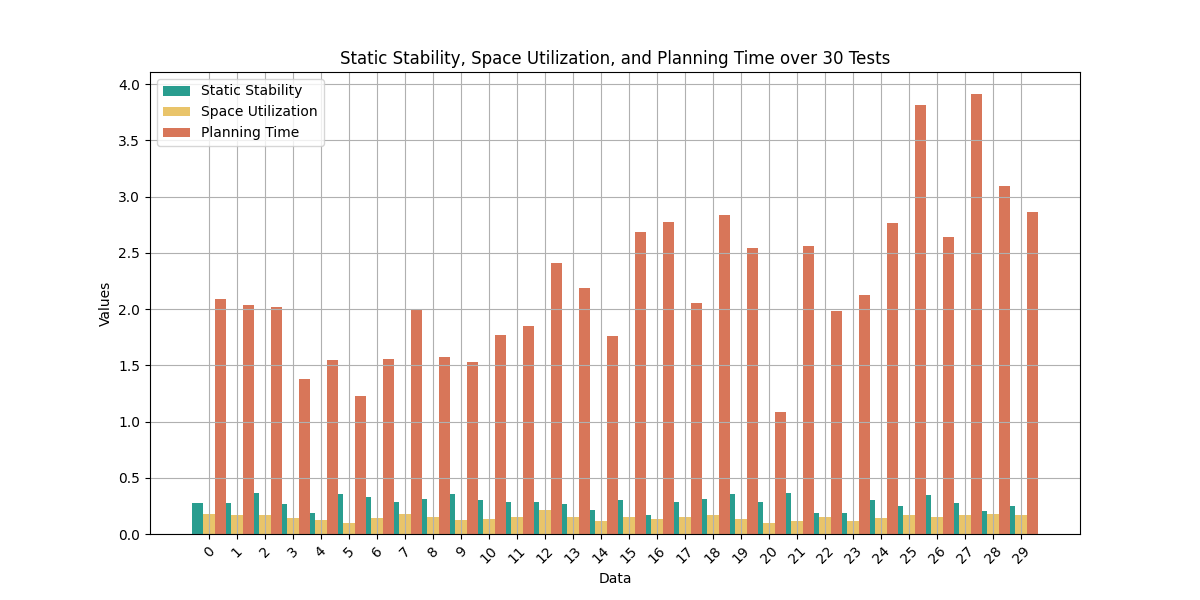 Static Stability, Space Utilization, and Planning Time over 30 Tests
Static Stability
Space Utilization
Planning Time
4.0
3.5
3.0
2.5
2.0
1.5
1.0
0.5
0.0
Values
0 1 2 3 4 5 6 7 8 9 10 11 12 13 14 15 16 17 18 19 20 21 22 23 24 25 26 27 28 29
Data